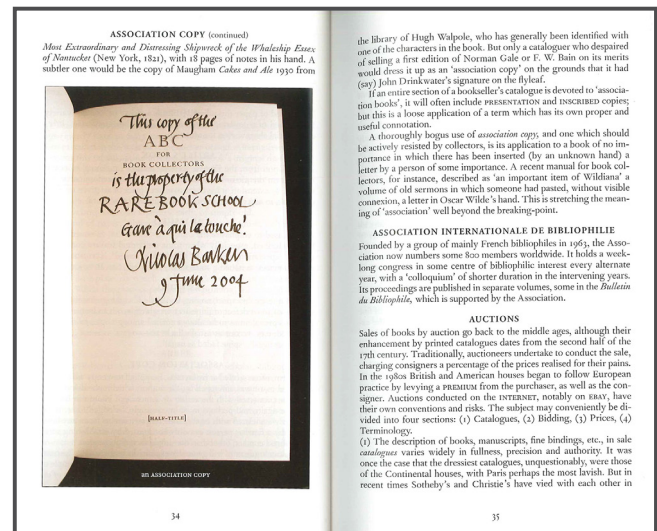 ASSOCIATION COPY (continued)
Most Extraordinary and Distressing Shipwreck of the Whaleship Essex
of Nantucket (New York, 1821), with 18 pages of notes in his hand. A
subtler one would be the copy of Maugham Cakes and Ale 1930 from
This copy of the
ABC
FOR
BOOK COLLECTORS
is the property of the
RARE BOOK SCHOOL
Gare à qui la touche!
Nicolas Barker
9 June 2004
[HALF-TITLE]
an ASSOCIATION COPY
34
the library of Hugh Walpole, who has generally been identified with
one of the characters in the book. But only a cataloguer who despaired
of selling a first edition of Norman Gale or F. W. Bain on its merits
would dress it up as an 'association copy' on the grounds that it had
(say) John Drinkwater's signature on the flyleaf.
If an entire section of a bookseller's catalogue is devoted to 'associa-
tion books', it will often include PRESENTATION and INSCRIBED copies;
but this is a loose application of a term which has its own proper and
useful connotation.
A thoroughly bogus use of association copy, and one which should
be actively resisted by collectors, is its application to a book of no im-
portance in which there has been inserted (by an unknown hand) a
letter by a person of some importance. A recent manual for book col-
lectors, for instance, described as 'an important item of Wildiana' a
volume of old sermons in which someone had pasted, without visible
connexion, a letter in Oscar Wilde's hand. This is stretching the mean-
ing of 'association' well beyond the breaking-point.
ASSOCIATION INTERNATIONALE DE BIBLIOPHILIE
Founded by a group of mainly French bibliophiles in 1963, the Asso-
ciation now numbers some 800 members worldwide. It holds a week-
long congress in some centre of bibliophilic interest every alternate
year, with a 'colloquium' of shorter duration in the intervening years.
Its proceedings are published in separate volumes, some in the Bulletin
du Bibliophile, which is supported by the Association.
AUCTIONS
Sales of books by auction go back to the middle ages, although their
enhancement by printed catalogues dates from the second half of the
17th century. Traditionally, auctioneers undertake to conduct the sale,
charging consigners a percentage of the prices realised for their pains.
In the 1980s British and American houses began to follow European
practice by levying a PREMIUM from the purchaser, as well as the con-
signer. Auctions conducted on the INTERNET, notably on EBAY, have
their own conventions and risks. The subject may conveniently be di-
vided into four sections: (1) Catalogues, (2) Bidding, (3) Prices, (4)
Terminology.
(1) The description of books, manuscripts, fine bindings, etc., in sale
catalogues varies widely in fullness, precision and authority. It was
once the case that the dressiest catalogues, unquestionably, were those
of the Continental houses, with Paris perhaps the most lavish. But in
recent times Sotheby's and Christie's have vied with each other in
35